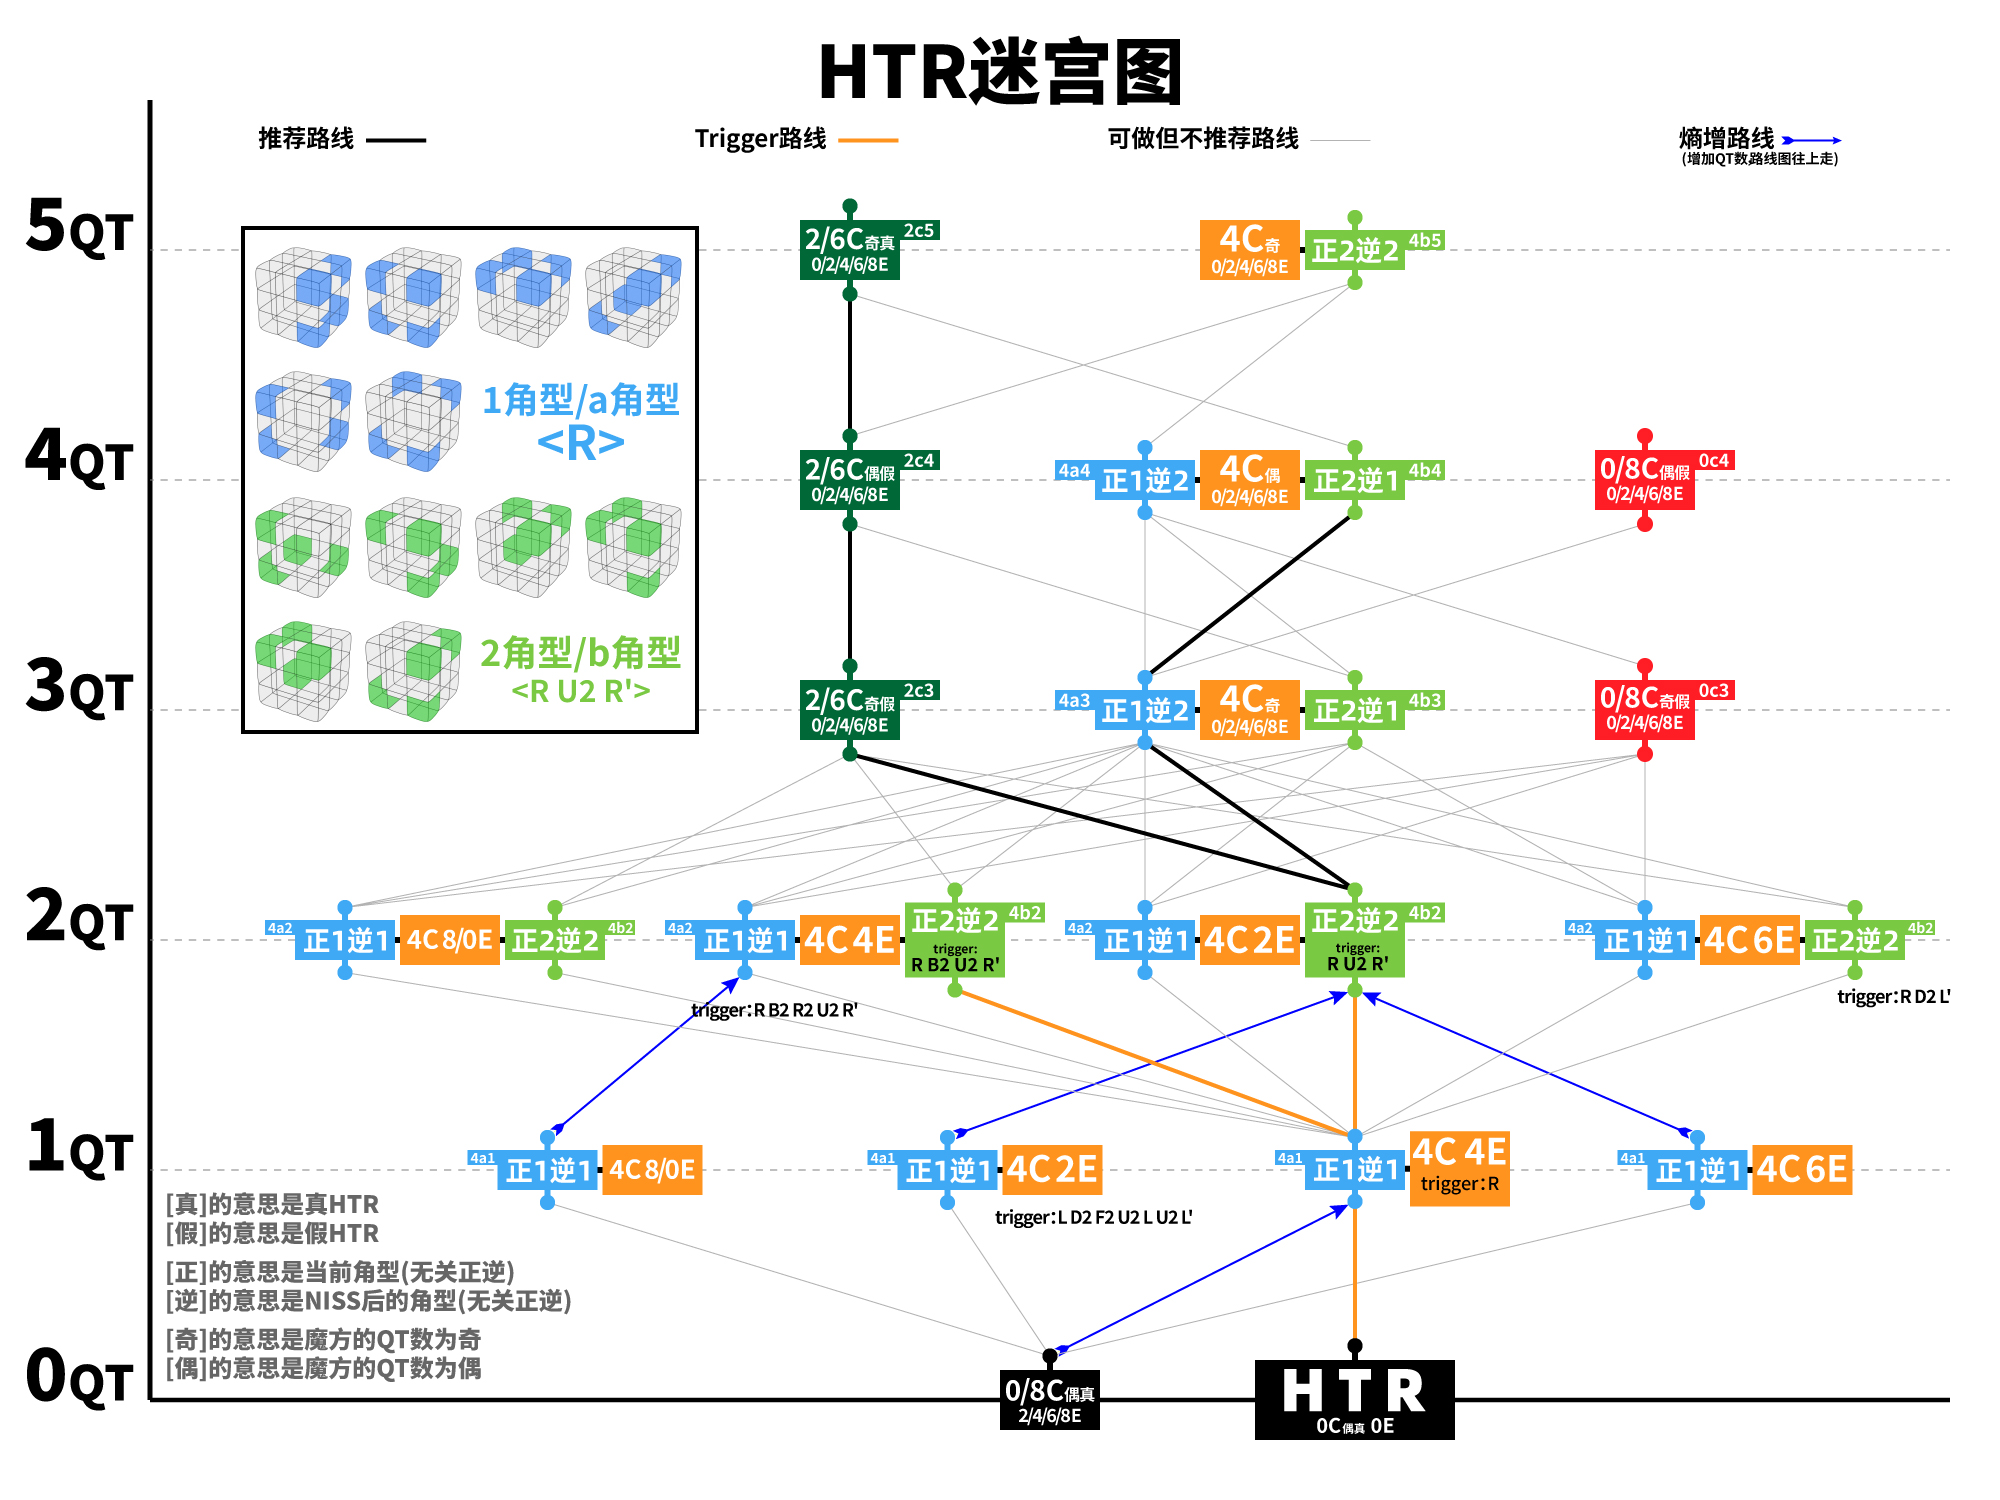 HTR迷宫图
推荐路线
Trigger路线
可做但不推荐路线
熵增路线
(增加QT数,路线图往上走)
5QT
2/6C奇真 2c5
0/2/4/6/8E
4C奇
0/2/4/6/8E
正2逆2 4b5
1角型/a角型
<R>
2角型/b角型
<R U2 R'>
4QT
2/6C偶假 2c4
0/2/4/6/8E
4a4 正1逆2
4C偶
0/2/4/6/8E
正2逆1 4b4
0/8C偶假 0c4
0/2/4/6/8E
3QT
2/6C奇假 2c3
0/2/4/6/8E
4a3 正1逆2
4C奇
0/2/4/6/8E
正2逆1 4b3
0/8C奇假 0c3
0/2/4/6/8E
2QT
4a2 正1逆1
4C 8/0E
正2逆2 4b2
4a2 正1逆1
4C 4E
正2逆2 4b2
trigger:
R B2 U2 R'
4a2 正1逆1
4C 2E
正2逆2 4b2
trigger:
R U2 R'
4a2 正1逆1
4C 6E
正2逆2 4b2
trigger:R B2 R2 U2 R'
trigger:R D2 L'
1QT
4a1 正1逆1
4C 8/0E
4a1 正1逆1
4C 2E
trigger:L D2 F2 U2 L U2 L'
4a1 正1逆1
4C 4E
trigger:R
4a1 正1逆1
4C 6E
[真]的意思是真HTR
[假]的意思是假HTR
[正]的意思是当前角型(无关正逆)
[逆]的意思是NISS后的角型(无关正逆)
[奇]的意思是魔方的QT数为奇
[偶]的意思是魔方的QT数为偶
0QT
0/8C偶真
2/4/6/8E
HTR
0C偶真 0E